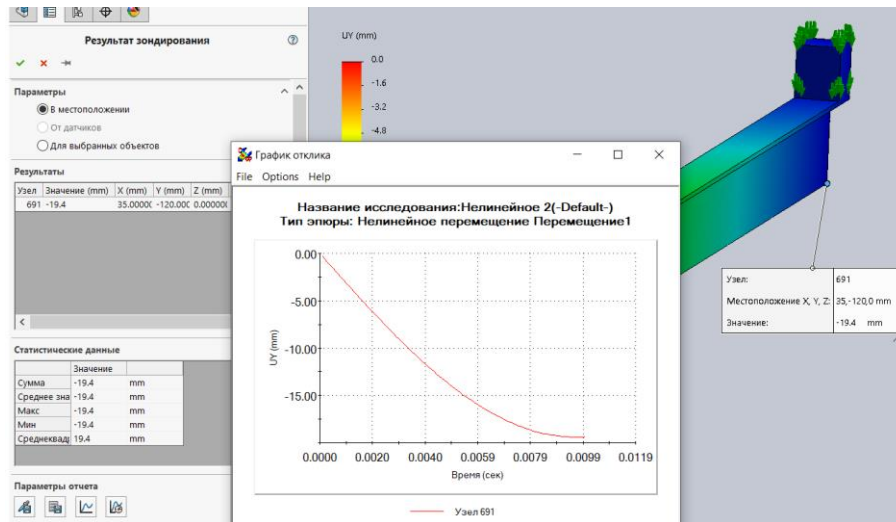 Результат зондирования
Параметры
В местоположении
От датчиков
Для выбранных объектов
Результаты
Узел Значение (mm) X (mm) Y (mm) Z (mm)
691 -19.4 35.0000( -120.00( 0.00000(
Статистические данные
Значение
Сумма -19.4 mm
Среднее зна -19.4 mm
Макс -19.4 mm
Мин -19.4 mm
Среднеквад 19.4 mm
Параметры отчета
UY (mm)
0.0
-1.6
-3.2
-4.8
График отклика
File Options Help
Название исследования:Нелинейное 2(-Default-)
Тип эпюры: Нелинейное перемещение Перемещение1
UY (mm)
0.00
-5.00
-10.00
-15.00
0.0000 0.0020 0.0040 0.0059 0.0079 0.0099 0.0119
Время (сек)
Узел 691
Узел: 691
Местоположение X, Y, Z: 35,-120,0 mm
Значение: -19.4 mm